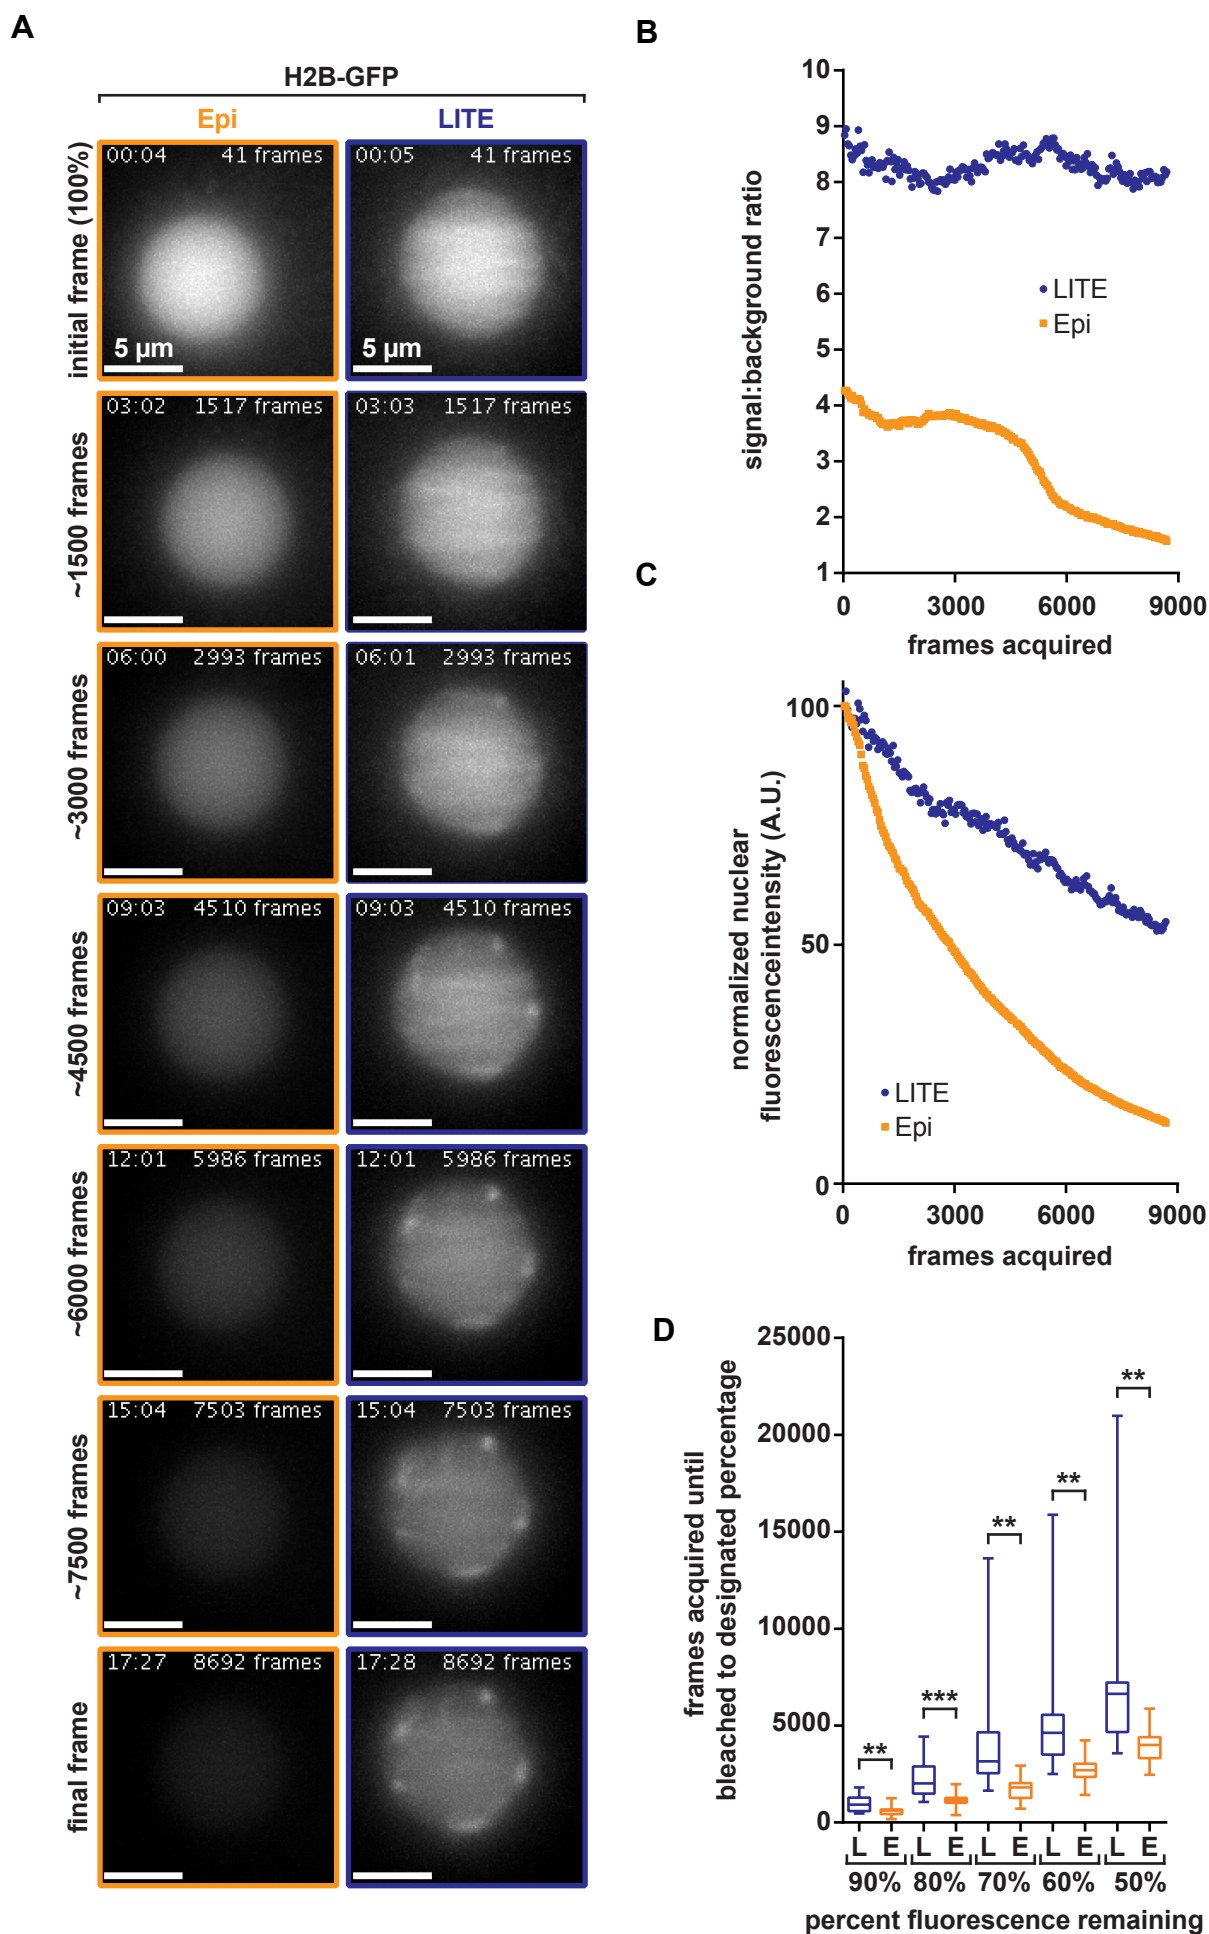 A
H2B-GFP
Epi
LITE
initial frame (100%)
00:04 41 frames
5 µm
00:05 41 frames
5 µm
~1500 frames
03:02 1517 frames
03:03 1517 frames
~3000 frames
06:00 2993 frames
06:01 2993 frames
~4500 frames
09:03 4510 frames
09:03 4510 frames
~6000 frames
12:01 5986 frames
12:01 5986 frames
~7500 frames
15:04 7503 frames
15:04 7503 frames
final frame
17:27 8692 frames
17:28 8692 frames
B
signal:background ratio
10
9
8
7
6
5
4
3
2
1
LITE
Epi
0 3000 6000 9000
frames acquired
C
normalized nuclear
fluorescenceintensity (A.U.)
100
50
0
LITE
Epi
0 3000 6000 9000
frames acquired
D
frames acquired until
bleached to designated percentage
25000
20000
15000
10000
5000
0
**
***
**
**
**
L E L E L E L E L E
90% 80% 70% 60% 50%
percent fluorescence remaining